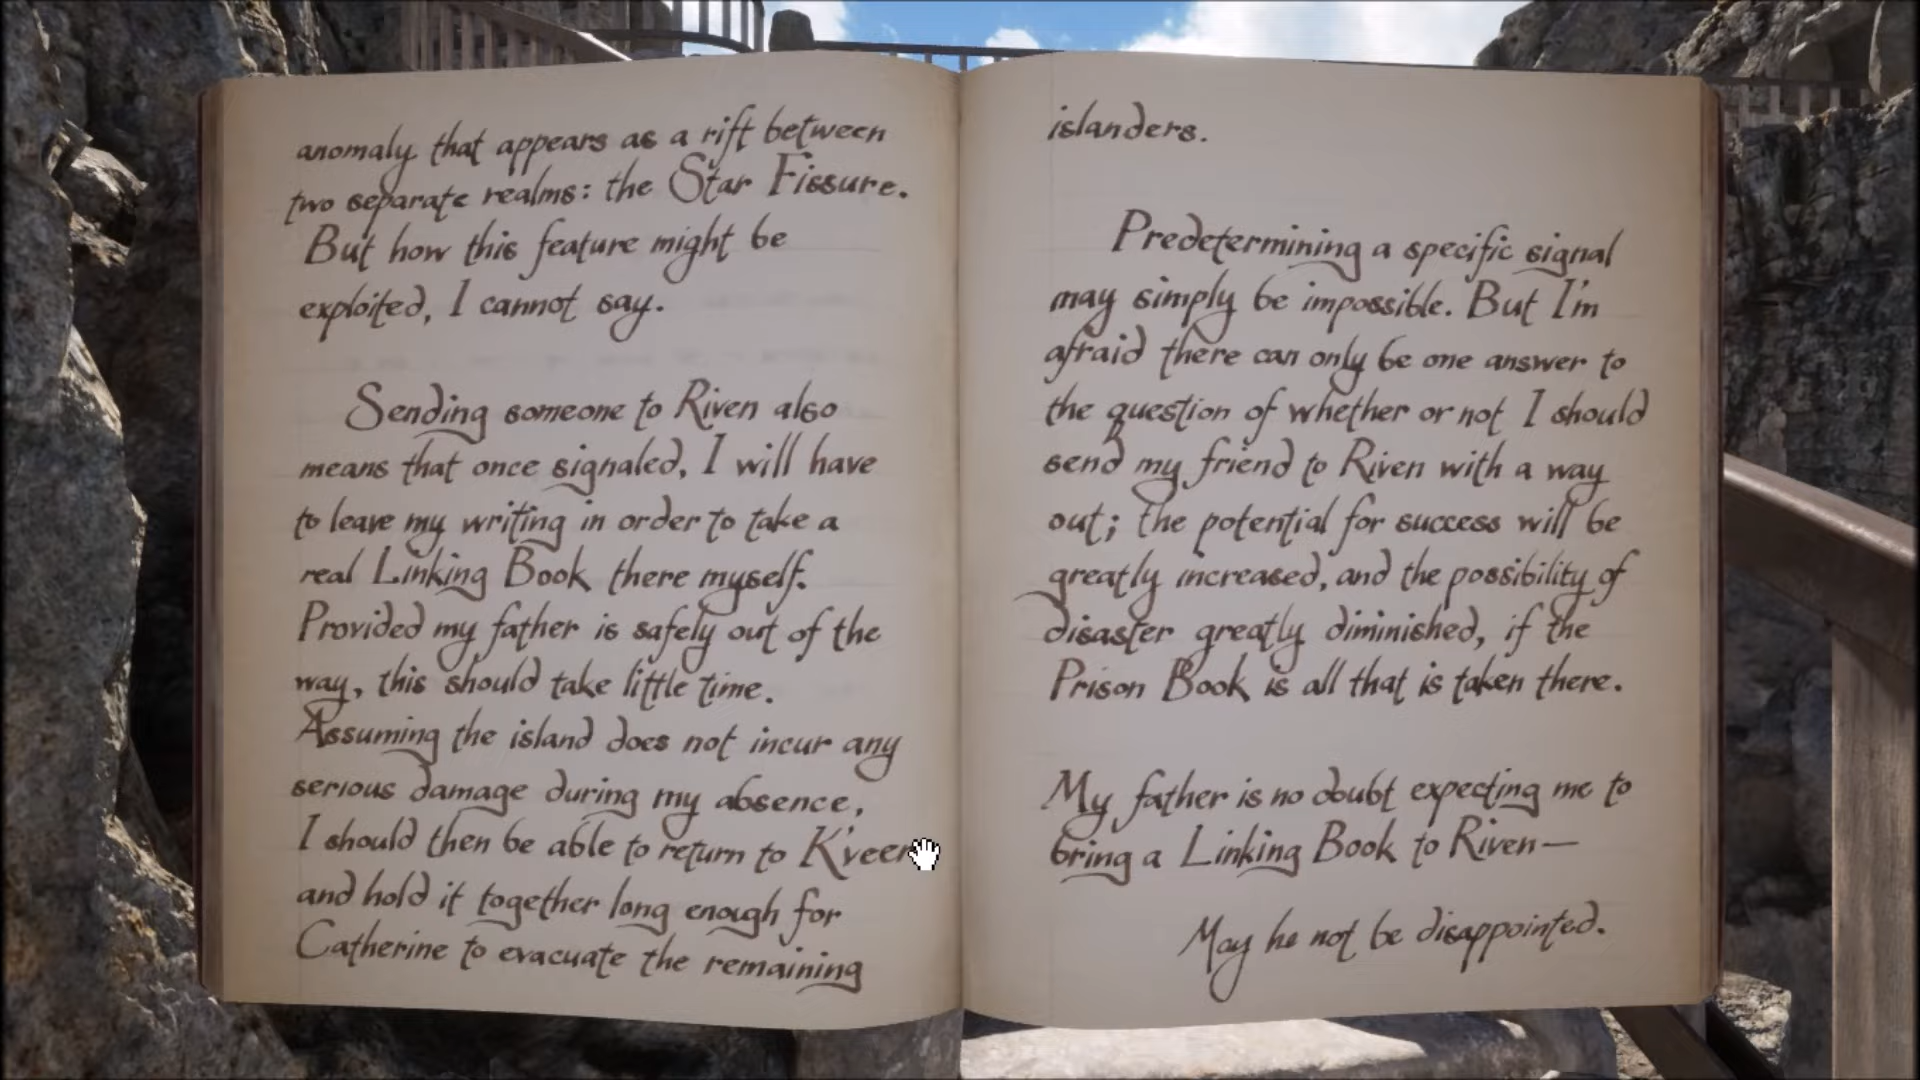 anomaly that appears as a rift between
two separate realms: the Star Fissure.
But how this feature might be
exploited, I cannot say.
Sending someone to Riven also
means that once signaled, I will have
to leave my writing in order to take a
real Linking Book there myself.
Provided my father is safely out of the
way, this should take little time.
Assuming the island does not incur any
serious damage during my absence,
I should then be able to return to K'veer
and hold it together long enough for
Catherine to evacuate the remaining
islanders.
Predetermining a specific signal
may simply be impossible. But I'm
afraid there can only be one answer to
the question of whether or not I should
send my friend to Riven with a way
out; the potential for success will be
greatly increased, and the possibility of
disaster greatly diminished, if the
Prison Book is all that is taken there.
My father is no doubt expecting me to
bring a Linking Book to Riven—
May he not be disappointed.